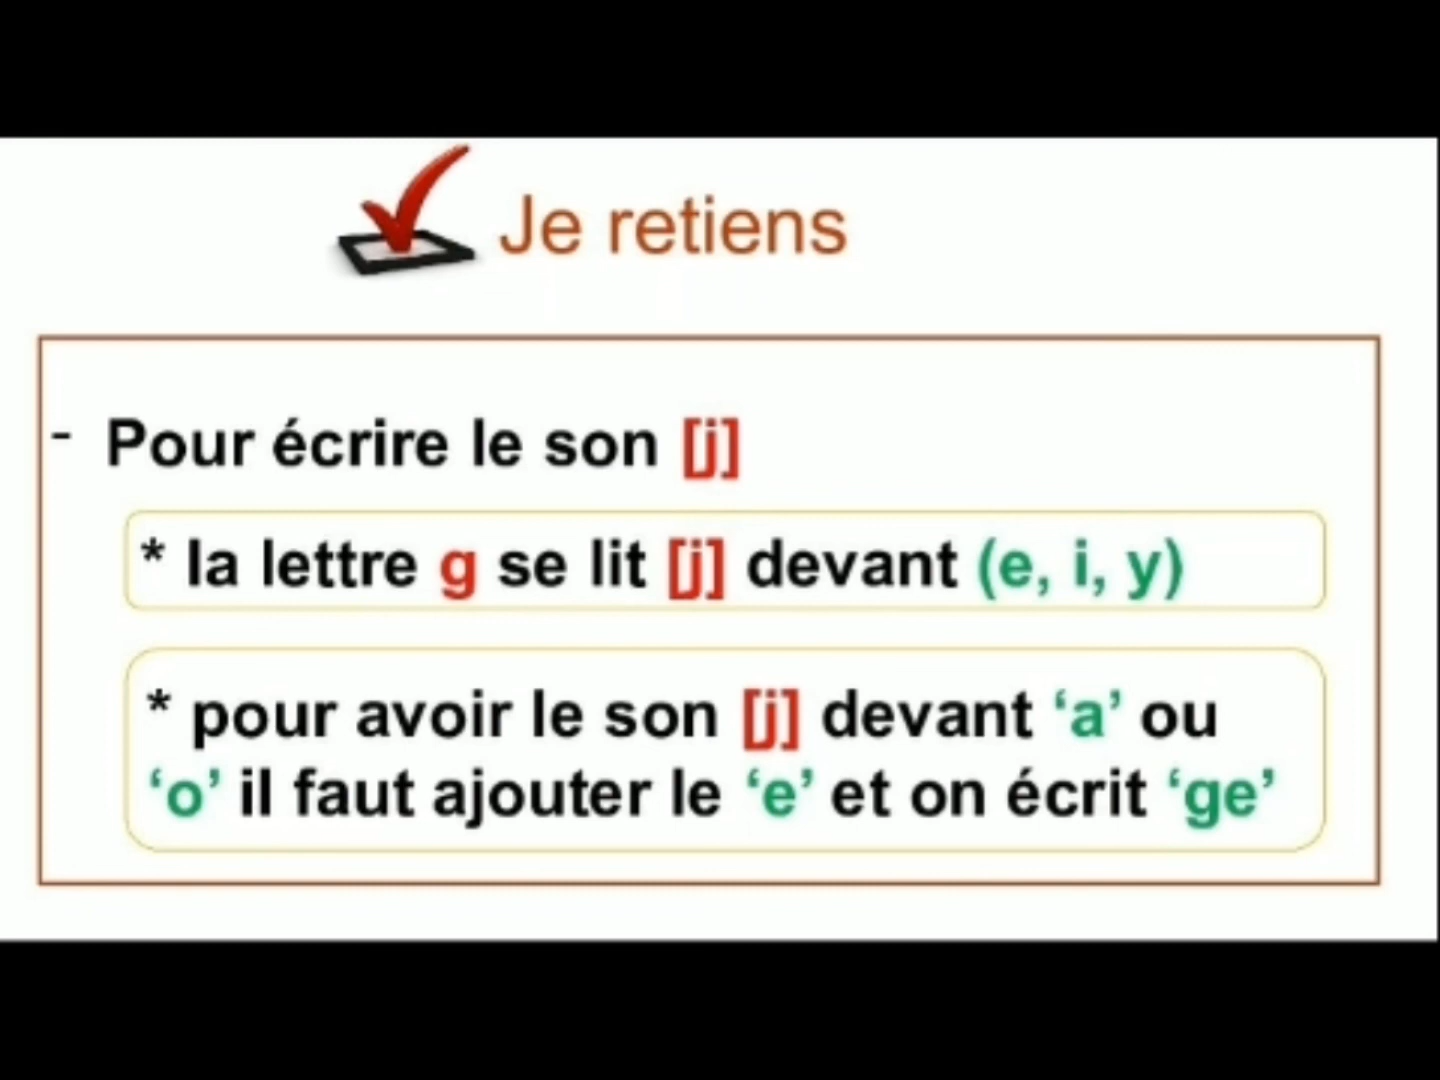 Je retiens
- Pour écrire le son [j]
* la lettre g se lit [j] devant (e, i, y)
* pour avoir le son [j] devant ‘a’ ou
‘o’ il faut ajouter le ‘e’ et on écrit ‘ge’